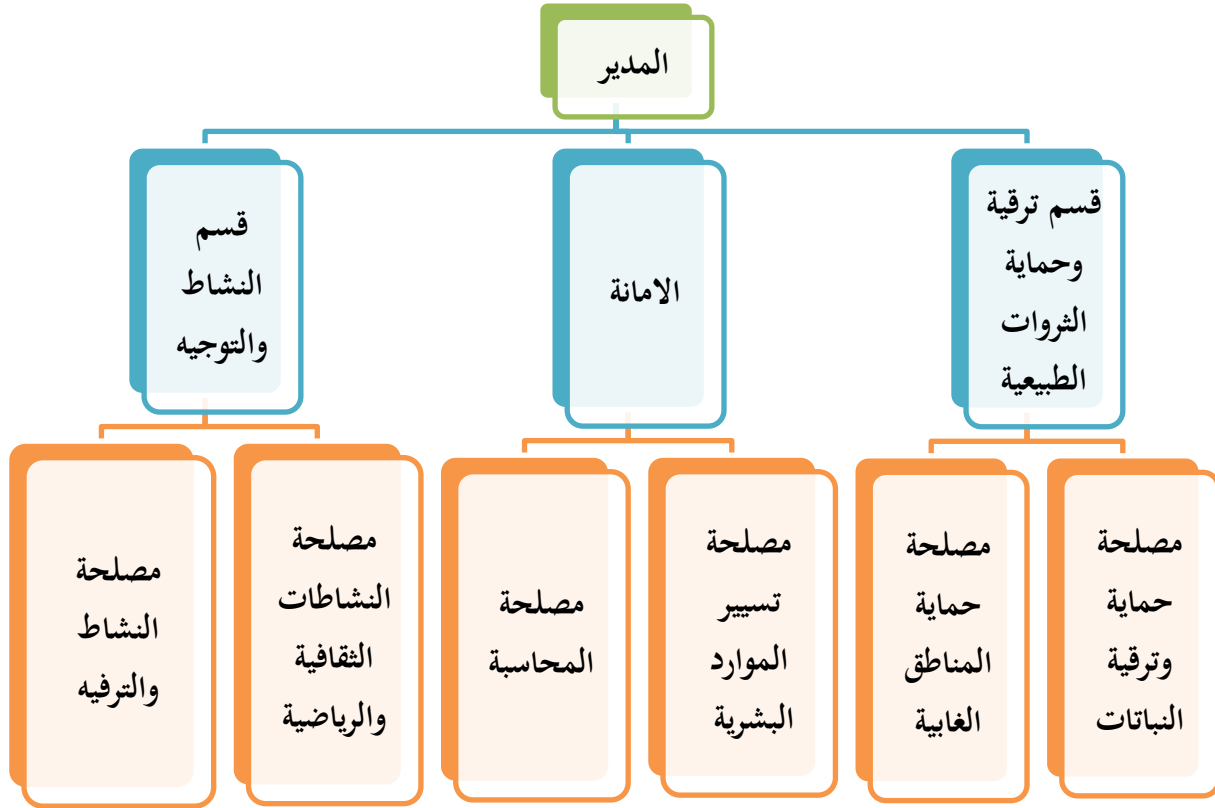 المدير
قسم ترقية
وحماية
الثروات
الطبيعية
الامانة
قسم
النشاط
والتوجيه
مصلحة
حماية
وترقية
النباتات
مصلحة
حماية
المناطق
الغابية
مصلحة
تسيير
الموارد
البشرية
مصلحة
المحاسبة
مصلحة
النشاطات
الثقافية
والرياضية
مصلحة
النشاط
والترفيه